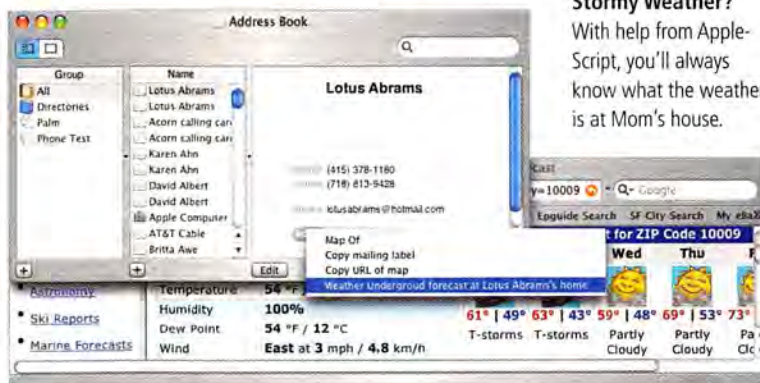 Stormy Weather?
With help from Apple-
Script, you'll always
know what the weathe
is at Mom's house.
Address Book
Group
All
Directories
Palm
Phone Test
Name
Lotus Abrams
Lotus Abrams
Acorn calling car
Acorn calling car
Karen Ahn
Karen Ahn
David Albert
David Albert
Apple Computer
AT&T Cable
Britta Awe
Lotus Abrams
(415) 378-1160
(718) 813-9428
lotusabrams@hotmail.com
Edit
Map Of
Copy mailing label
Copy URL of map
Weather Undergroud forecast at Lotus Abrams's home
cast
y=10009
Q- Google
Epguide Search SF City Search My eBa
t for ZIP Code 10009
Wed Thu F
Astronomy
Ski Reports
Marine Forecasts
Temperature 54 °F
Humidity 100%
Dew Point 54 °F / 12 °C
Wind East at 3 mph / 4.8 km/h
61° | 49° 63° | 43° 59° | 48° 69° | 53° 73°
T-storms T-storms Partly Cloudy Partly Cloudy Pa Clo